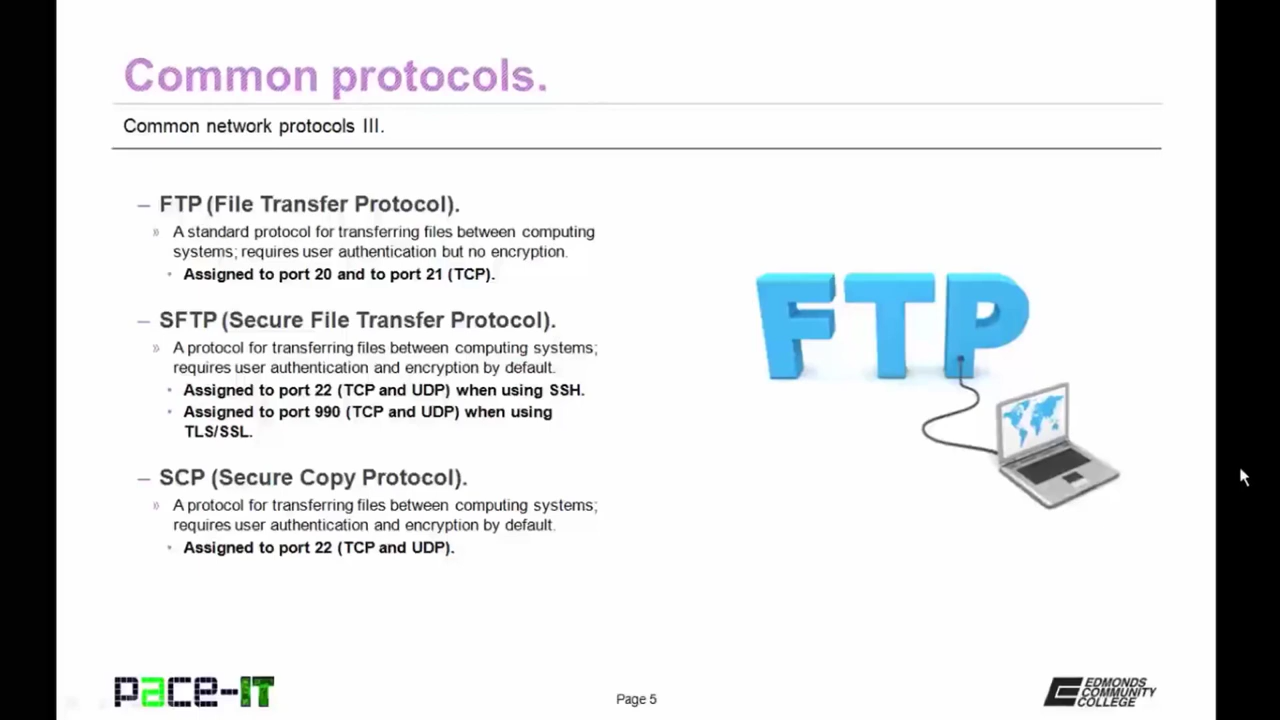 Common protocols.
Common network protocols III.
– FTP (File Transfer Protocol).
» A standard protocol for transferring files between computing
systems; requires user authentication but no encryption.
• Assigned to port 20 and to port 21 (TCP).
– SFTP (Secure File Transfer Protocol).
» A protocol for transferring files between computing systems;
requires user authentication and encryption by default.
• Assigned to port 22 (TCP and UDP) when using SSH.
• Assigned to port 990 (TCP and UDP) when using
TLS/SSL.
– SCP (Secure Copy Protocol).
» A protocol for transferring files between computing systems;
requires user authentication and encryption by default.
• Assigned to port 22 (TCP and UDP).
FTP
pace-IT
Page 5
EDMONDS
COMMUNITY
COLLEGE